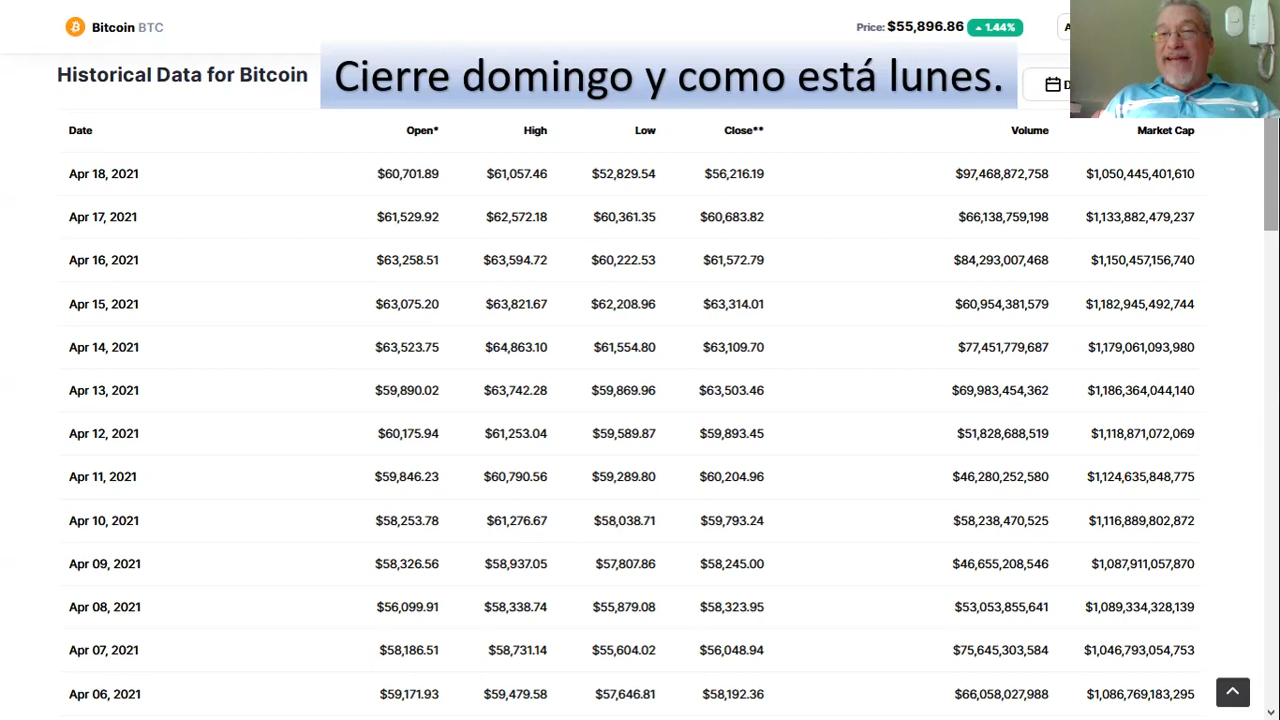 Bitcoin BTC
Price: $55,896.86 1.44%
Historical Data for Bitcoin
Cierre domingo y como está lunes.
Date Open* High Low Close** Volume Market Cap
Apr 18, 2021 $60,701.89 $61,057.46 $52,829.54 $56,216.19 $97,468,872,758 $1,050,445,401,610
Apr 17, 2021 $61,529.92 $62,572.18 $60,361.35 $60,683.82 $66,138,759,198 $1,133,882,479,237
Apr 16, 2021 $63,258.51 $63,594.72 $60,222.53 $61,572.79 $84,293,007,468 $1,150,457,156,740
Apr 15, 2021 $63,075.20 $63,821.67 $62,208.96 $63,314.01 $60,954,381,579 $1,182,945,492,744
Apr 14, 2021 $63,523.75 $64,863.10 $61,554.80 $63,109.70 $77,451,779,687 $1,179,061,093,980
Apr 13, 2021 $59,890.02 $63,742.28 $59,869.96 $63,503.46 $69,983,454,362 $1,186,364,044,140
Apr 12, 2021 $60,175.94 $61,253.04 $59,589.87 $59,893.45 $51,828,688,519 $1,118,871,072,069
Apr 11, 2021 $59,846.23 $60,790.56 $59,289.80 $60,204.96 $46,280,252,580 $1,124,635,848,775
Apr 10, 2021 $58,253.78 $61,276.67 $58,038.71 $59,793.24 $58,238,470,525 $1,116,889,802,872
Apr 09, 2021 $58,326.56 $58,937.05 $57,807.86 $58,245.00 $46,655,208,546 $1,087,911,057,870
Apr 08, 2021 $56,099.91 $58,338.74 $55,879.08 $58,323.95 $53,053,855,641 $1,089,334,328,139
Apr 07, 2021 $58,186.51 $58,731.14 $55,604.02 $56,048.94 $75,645,303,584 $1,046,793,054,753
Apr 06, 2021 $59,171.93 $59,479.58 $57,646.81 $58,192.36 $66,058,027,988 $1,086,769,183,295